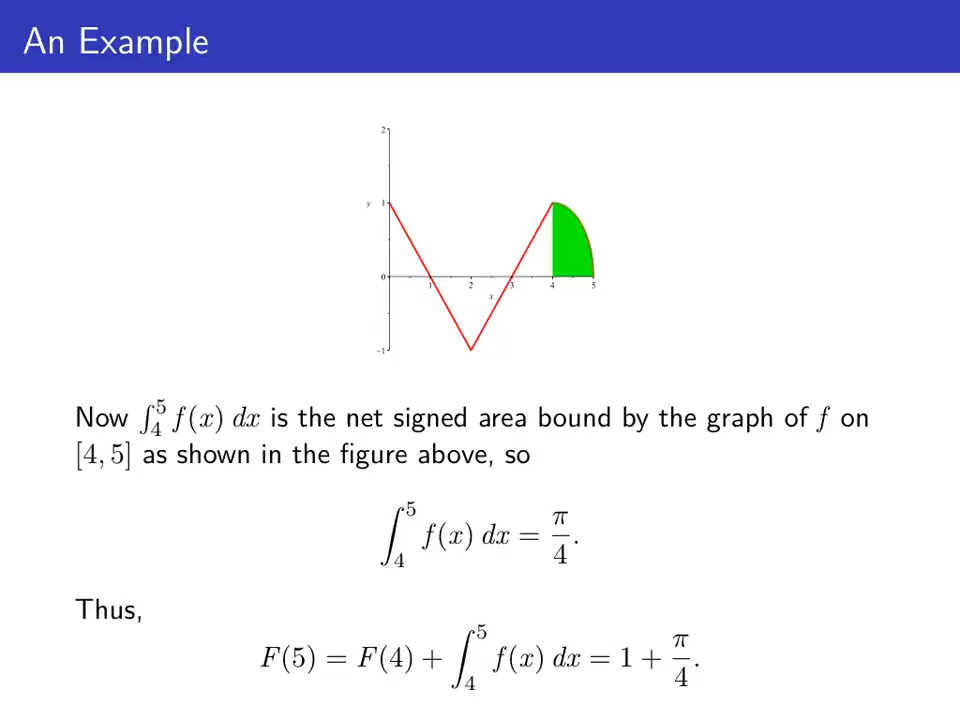 An Example
2
y 1
0
1 2 3 4 5
x
-1
Now ∫₄⁵ f(x) dx is the net signed area bound by the graph of f on
[4, 5] as shown in the figure above, so
∫₄⁵ f(x) dx = π/4.
Thus,
F(5) = F(4) + ∫₄⁵ f(x) dx = 1 + π/4.